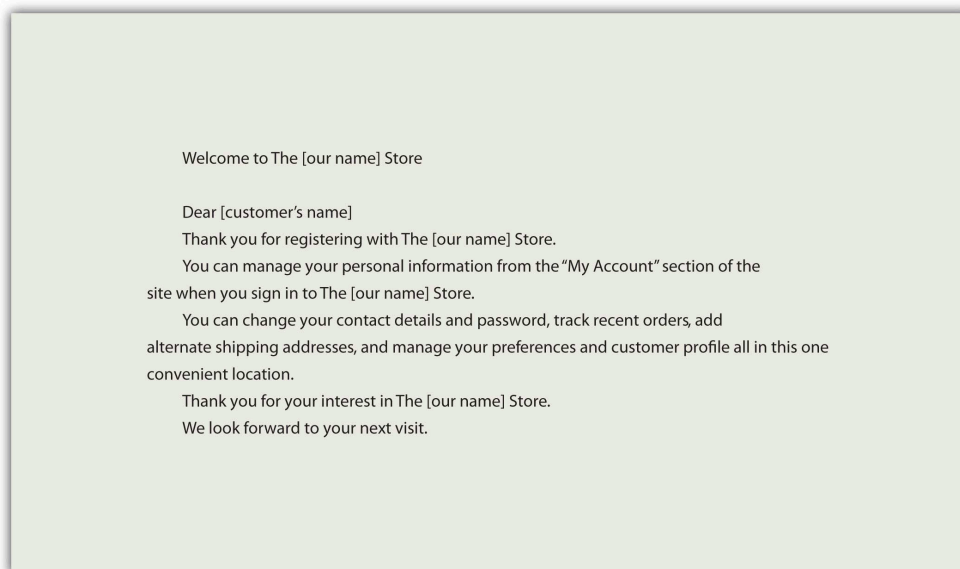 Welcome to The [our name] Store
Dear [customer’s name]
Thank you for registering with The [our name] Store.
You can manage your personal information from the “My Account” section of the
site when you sign in to The [our name] Store.
You can change your contact details and password, track recent orders, add
alternate shipping addresses, and manage your preferences and customer profile all in this one
convenient location.
Thank you for your interest in The [our name] Store.
We look forward to your next visit.